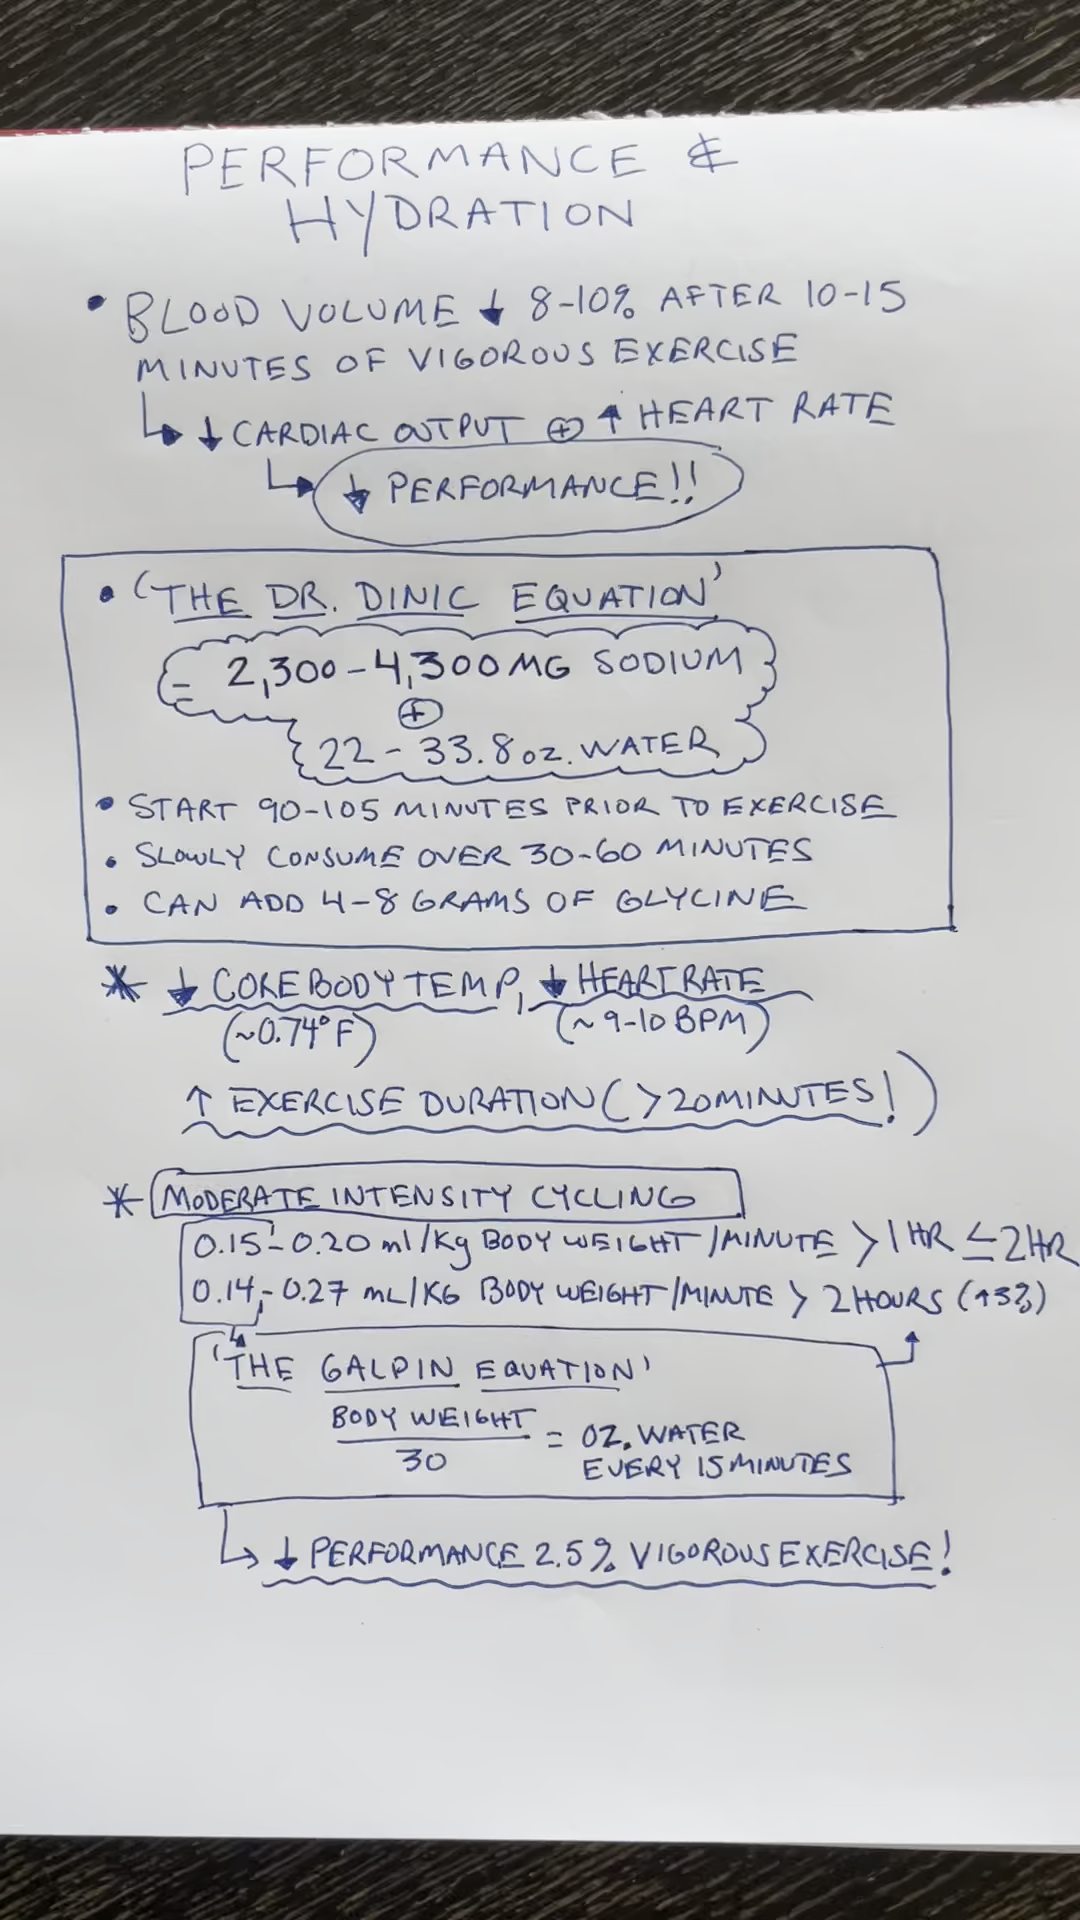 PERFORMANCE &
HYDRATION
• BLOOD VOLUME ↓ 8-10% AFTER 10-15
MINUTES OF VIGOROUS EXERCISE
↳ ↓ CARDIAC OUTPUT ⊕ ↑ HEART RATE
↳ ↓ PERFORMANCE!!
• 'THE DR. DINIC EQUATION'
= 2,300-4,300MG SODIUM
⊕
22-33.8oz. WATER
• START 90-105 MINUTES PRIOR TO EXERCISE
• SLOWLY CONSUME OVER 30-60 MINUTES
• CAN ADD 4-8 GRAMS OF GLYCINE
* ↓ CORE BODY TEMP, ↓ HEART RATE
(~0.74°F) (~9-10 BPM)
↑ EXERCISE DURATION (>20 MINUTES!)
* MODERATE INTENSITY CYCLING
0.15-0.20 ml/Kg BODY WEIGHT/MINUTE > 1 HR ≤ 2 HR
0.14-0.27 mL/KG BODY WEIGHT/MINUTE > 2 HOURS (↑3%)
'THE GALPIN EQUATION'
BODY WEIGHT
30
= OZ. WATER
EVERY 15 MINUTES
↳ ↓ PERFORMANCE 2.5% VIGOROUS EXERCISE!